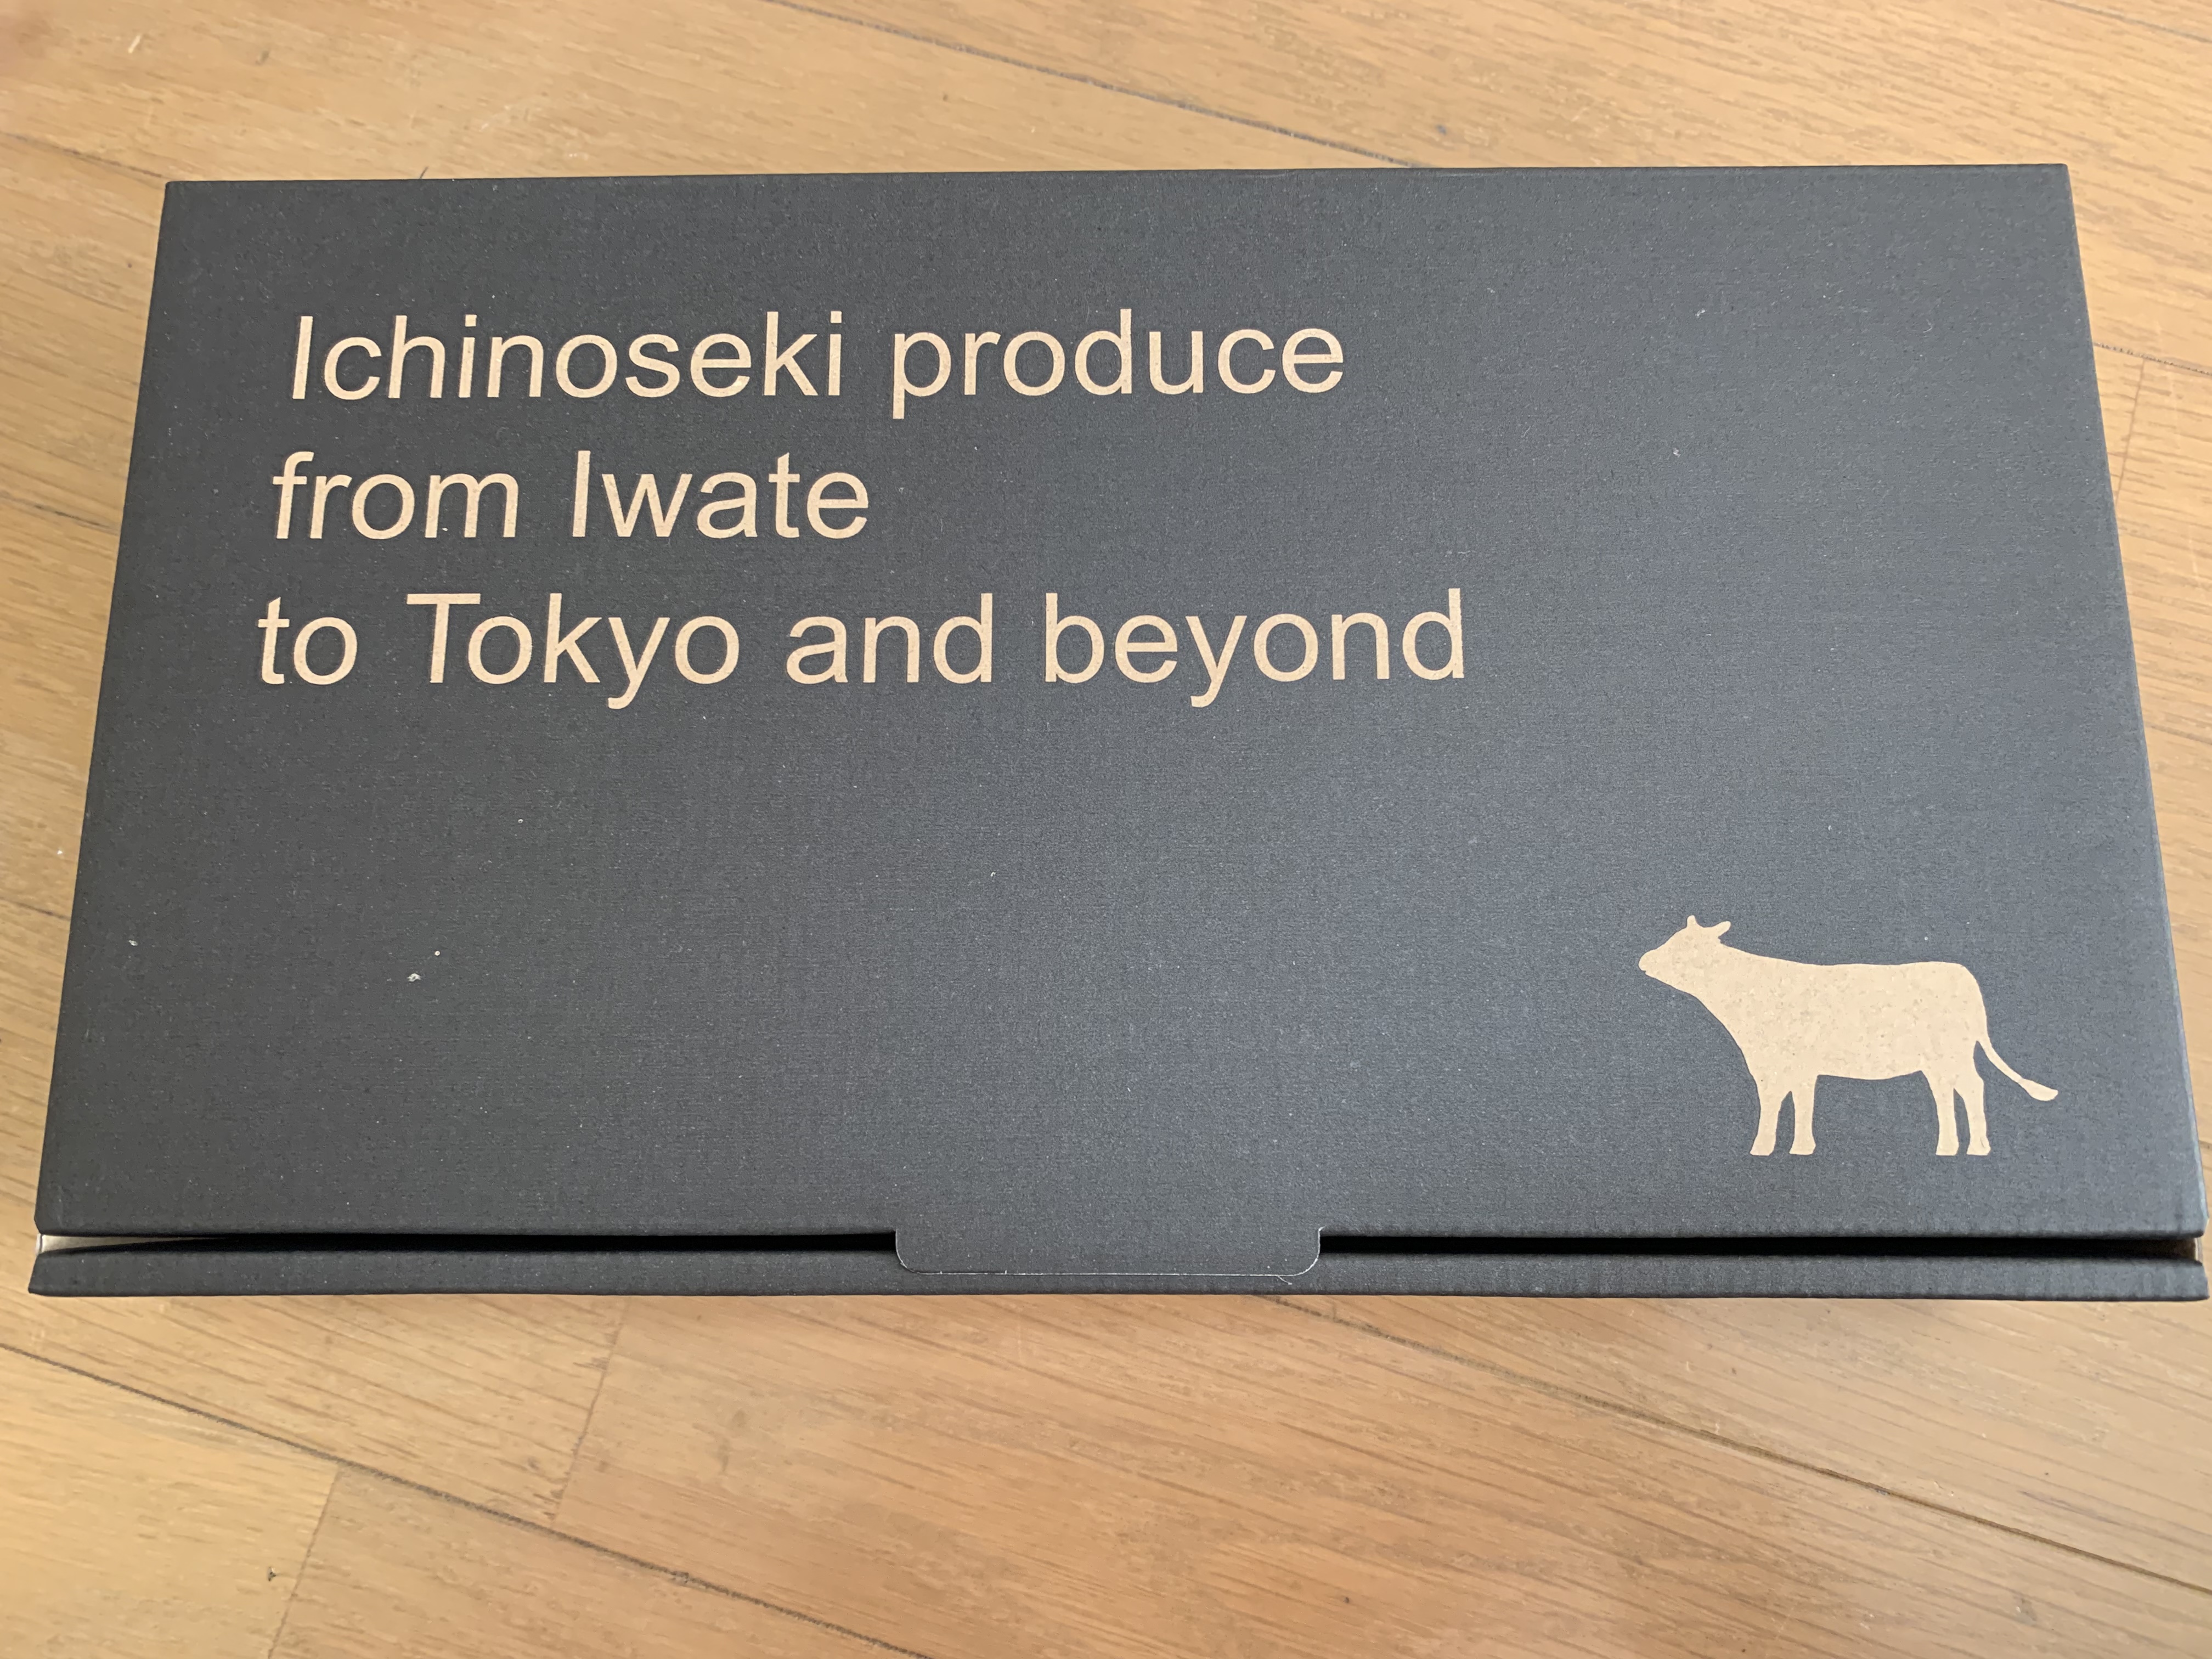 Ichinoseki produce
from Iwate
to Tokyo and beyond